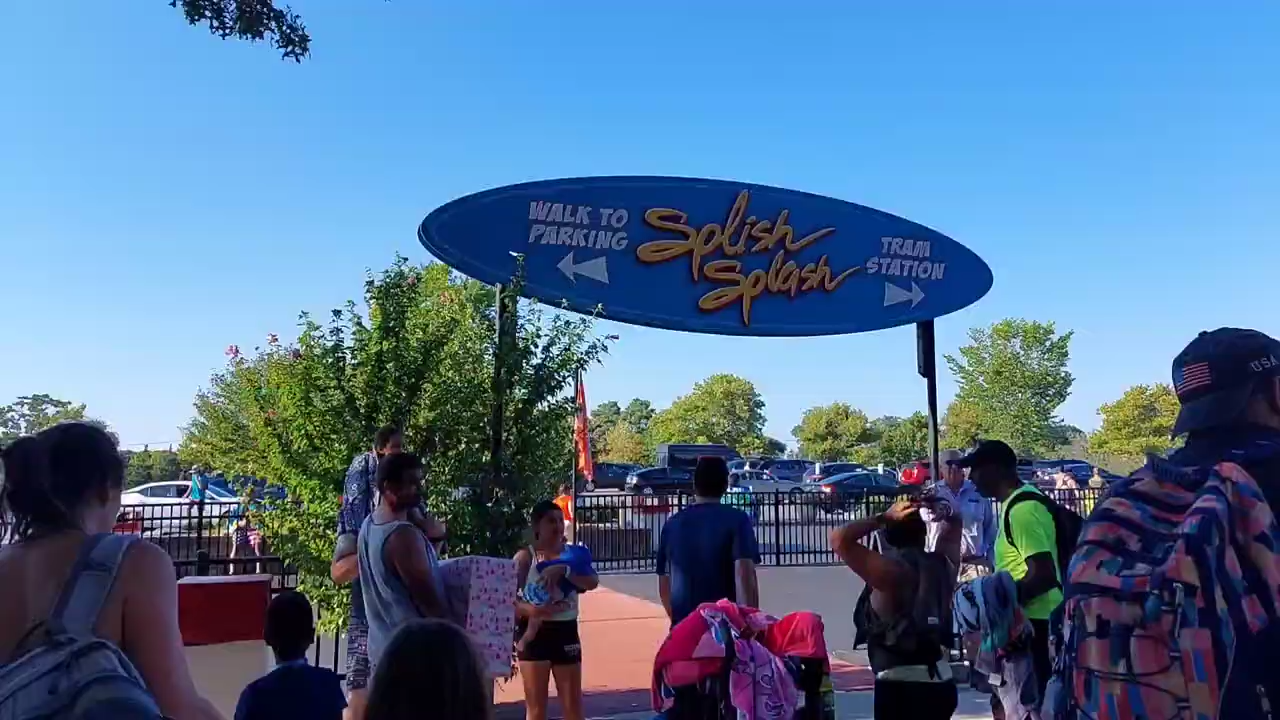 WALK TO
PARKING
Splish
Splash
TRAM
STATION
USA